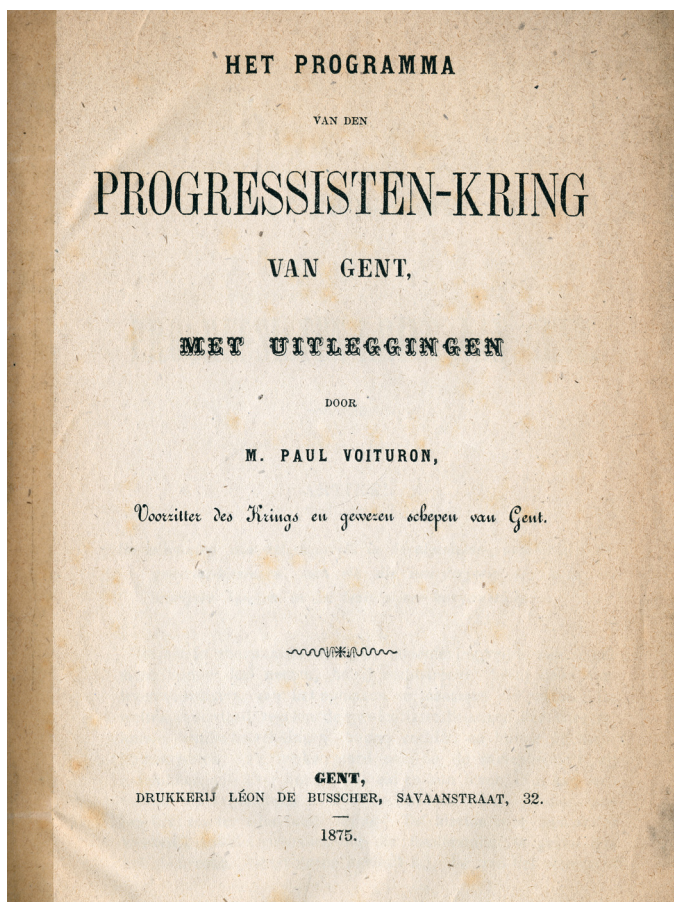 HET PROGRAMMA
VAN DEN
PROGRESSISTEN-KRING
VAN GENT,
MET UITLEGGINGEN
DOOR
M. PAUL VOITURON,
Voorzitter des Krings en gewezen schepen van Gent.
GENT,
DRUKKERIJ LÉON DE BUSSCHER, SAVAANSTRAAT, 32.
1875.